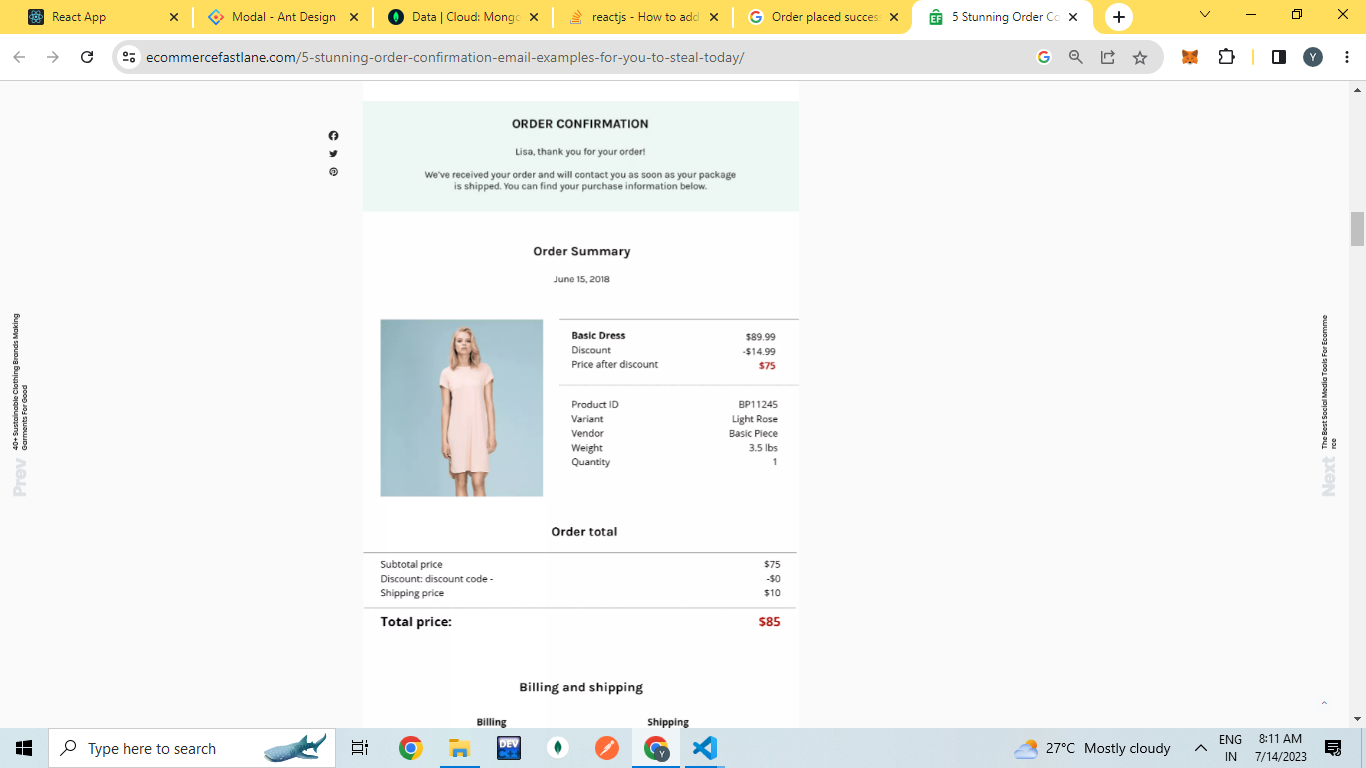 React App
Modal - Ant Design
Data | Cloud: Mongo
reactjs - How to add
Order placed succes
5 Stunning Order Co
ecommercefastlane.com/5-stunning-order-confirmation-email-examples-for-you-to-steal-today/
Y
ORDER CONFIRMATION
Lisa, thank you for your order!
We've received your order and will contact you as soon as your package
is shipped. You can find your purchase information below.
Order Summary
June 15, 2018
Basic Dress $89.99
Discount -$14.99
Price after discount $75
Product ID BP11245
Variant Light Rose
Vendor Basic Piece
Weight 3.5 lbs
Quantity 1
Order total
Subtotal price $75
Discount: discount code - -$0
Shipping price $10
Total price: $85
Billing and shipping
Billing Shipping
Prev
40+ Sustainable Clothing Brands Making
Garments For Good
Next
The Best Social Media Tools For Ecomme
rce
Type here to search
DEV
C++
Y
27°C Mostly cloudy
ENG
IN
8:11 AM
7/14/2023